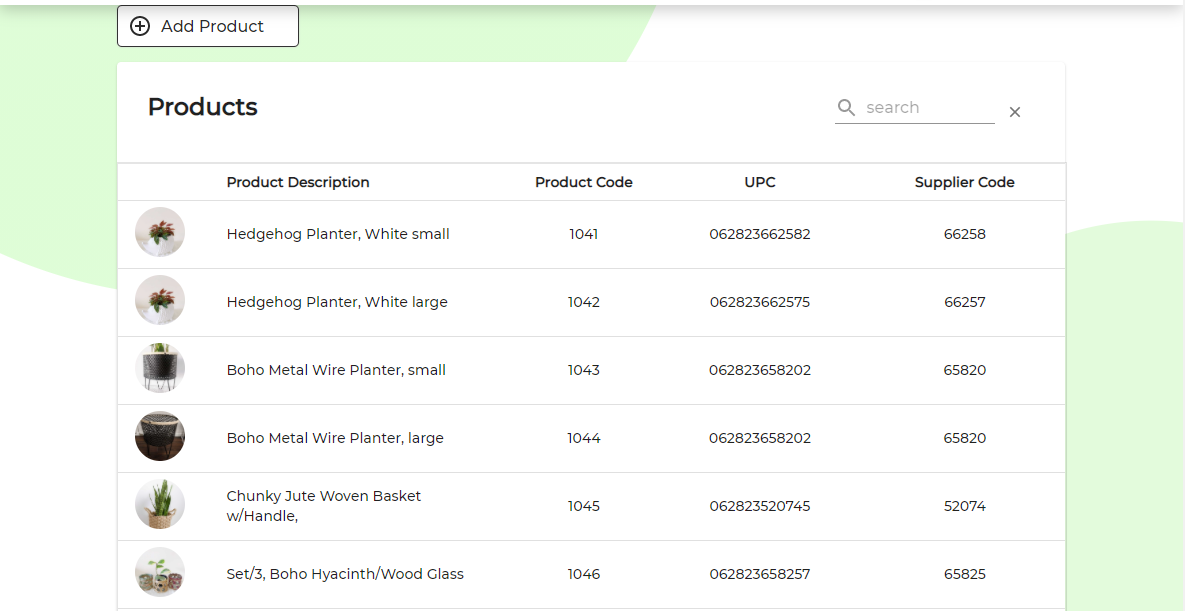 Add Product
Products
search
Product Description Product Code UPC Supplier Code
Hedgehog Planter, White small 1041 062823662582 66258
Hedgehog Planter, White large 1042 062823662575 66257
Boho Metal Wire Planter, small 1043 062823658202 65820
Boho Metal Wire Planter, large 1044 062823658202 65820
Chunky Jute Woven Basket
w/Handle, 1045 062823520745 52074
Set/3, Boho Hyacinth/Wood Glass 1046 062823658257 65825